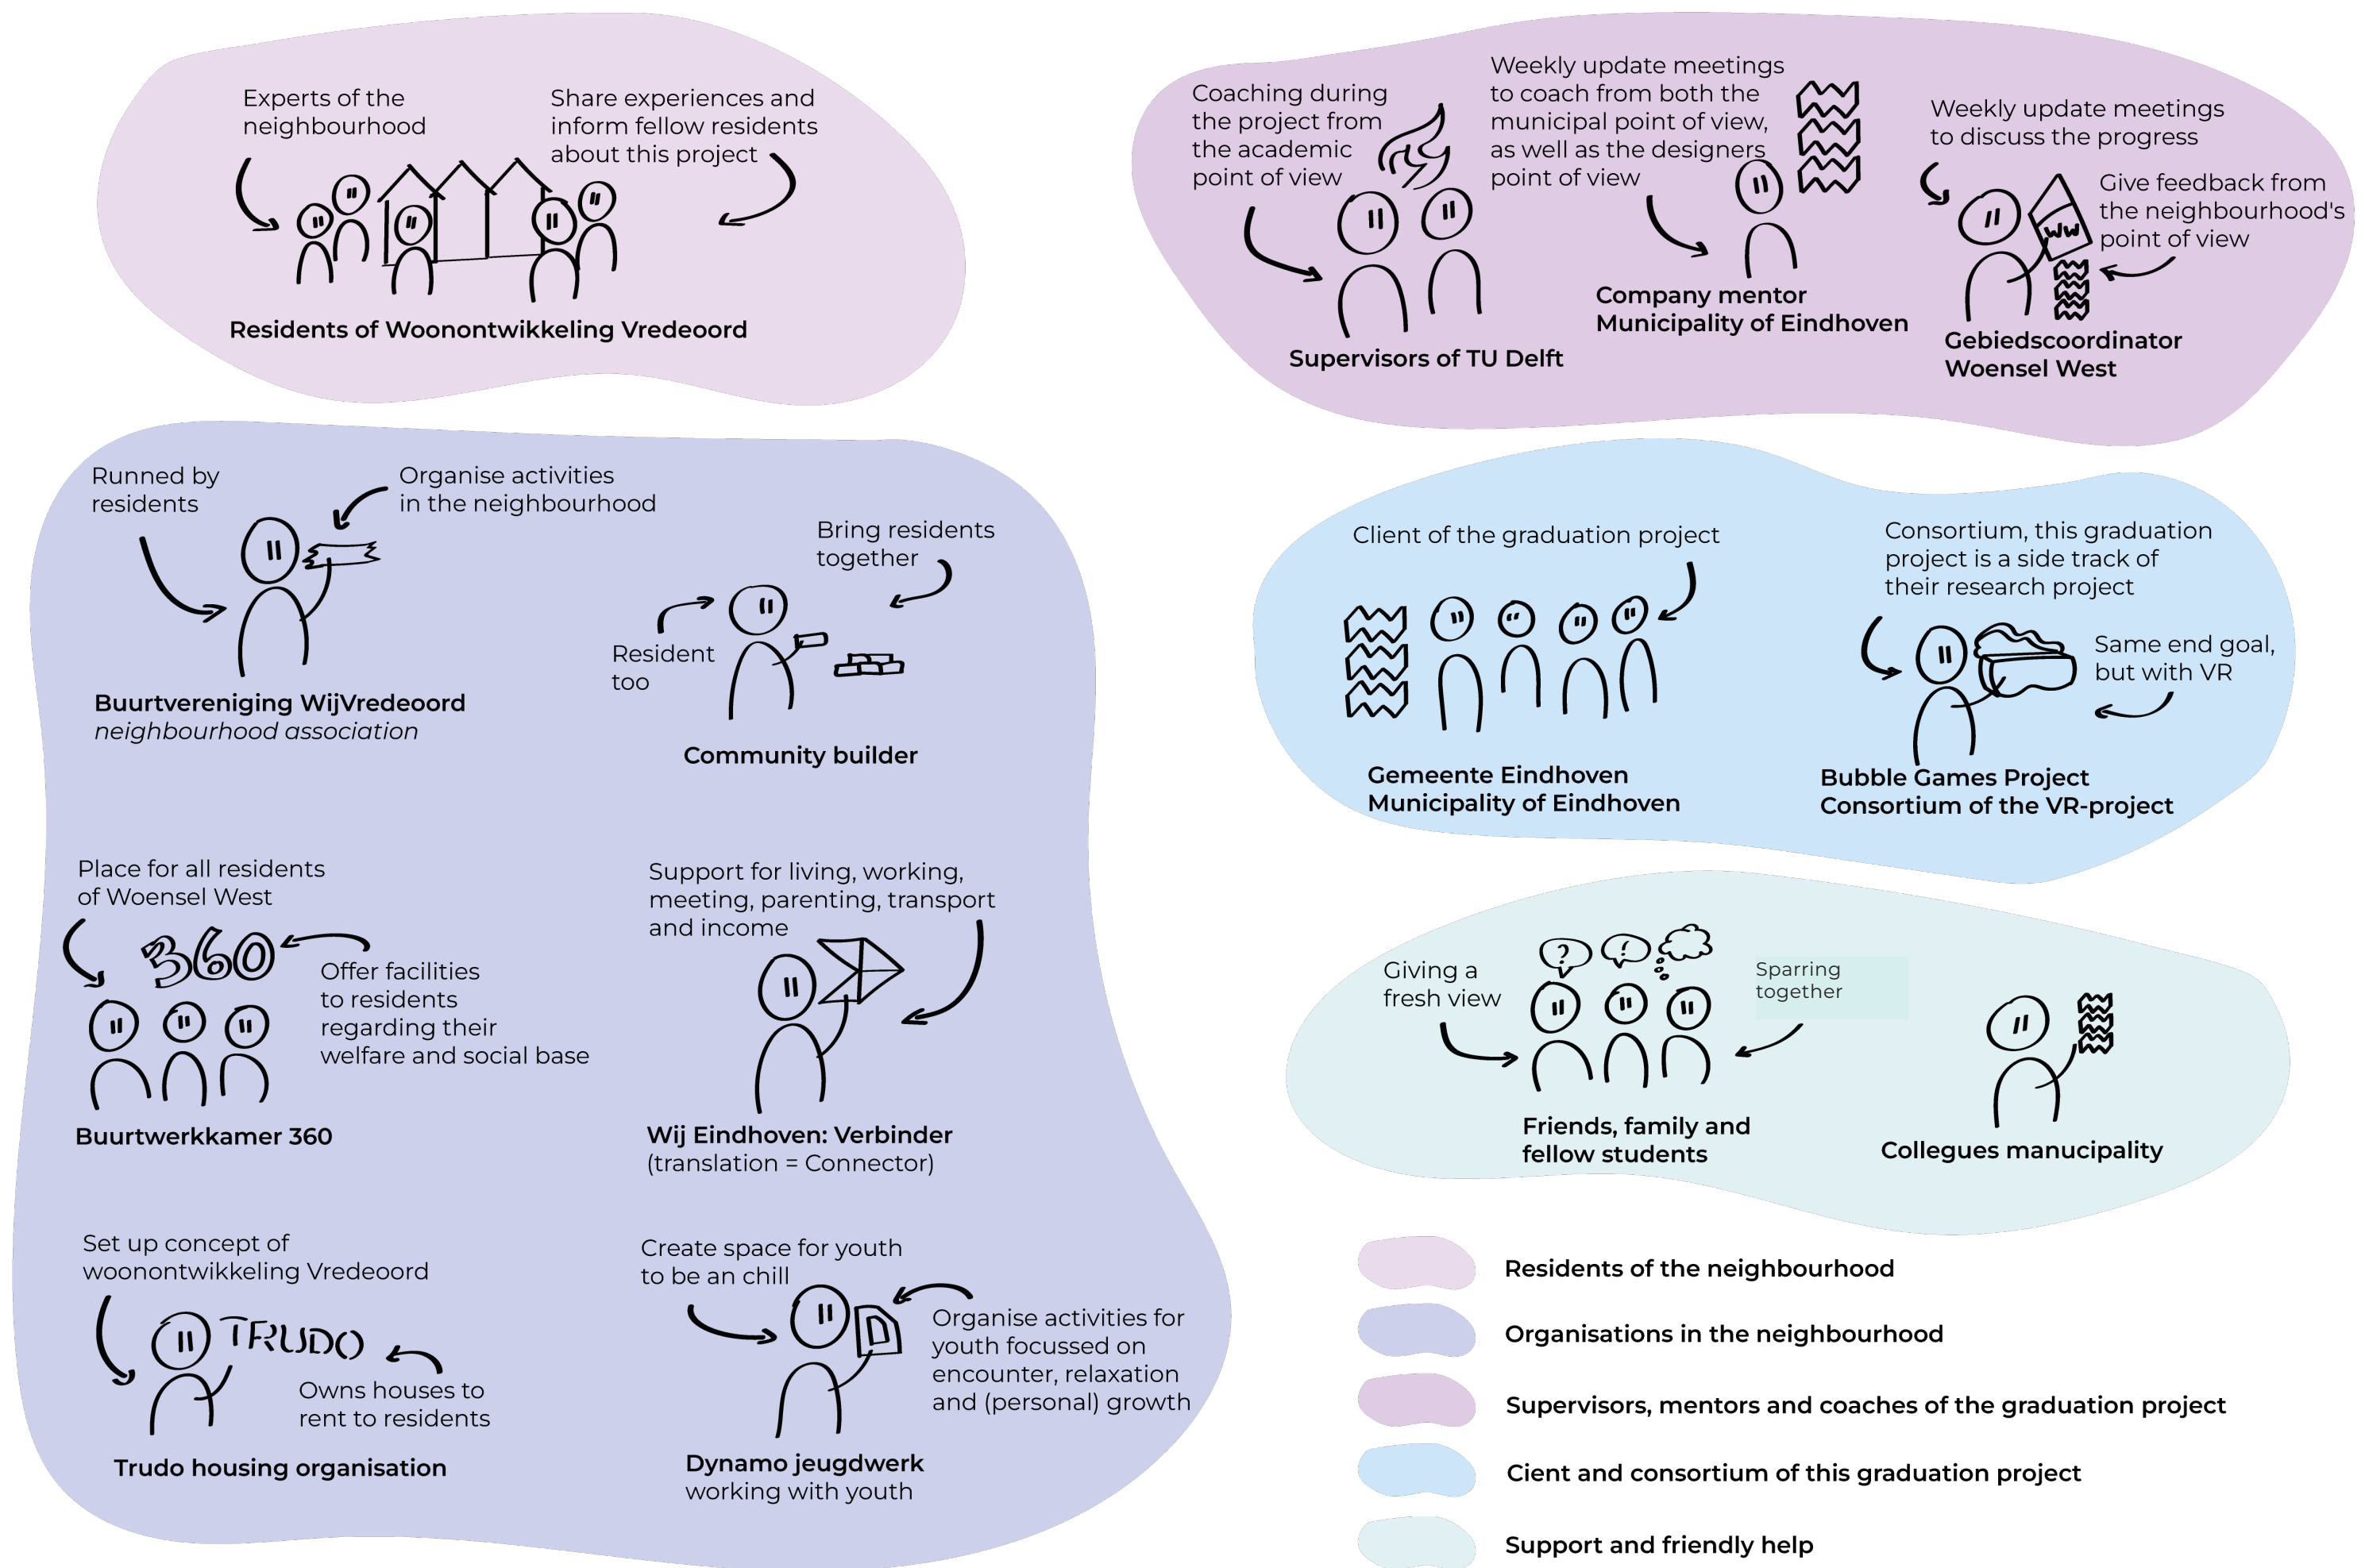 Experts of the
neighbourhood
Share experiences and
inform fellow residents
about this project
Residents of Woonontwikkeling Vredeoord
Coaching during
the project from
the academic
point of view
Supervisors of TU Delft
Weekly update meetings
to coach from both the
municipal point of view,
as well as the designers
point of view
Company mentor
Municipality of Eindhoven
Weekly update meetings
to discuss the progress
Give feedback from
the neighbourhood's
point of view
WW
Gebiedscoordinator
Woensel West
Runned by
residents
Organise activities
in the neighbourhood
Buurtvereniging WijVredeoord
neighbourhood association
Bring residents
together
Resident
too
Community builder
Place for all residents
of Woensel West
360
Offer facilities
to residents
regarding their
welfare and social base
Buurtwerkkamer 360
Support for living, working,
meeting, parenting, transport
and income
Wij Eindhoven: Verbinder
(translation = Connector)
Set up concept of
woonontwikkeling Vredeoord
TRUDO
Owns houses to
rent to residents
Trudo housing organisation
Create space for youth
to be an chill
D
Organise activities for
youth focussed on
encounter, relaxation
and (personal) growth
Dynamo jeugdwerk
working with youth
Client of the graduation project
Gemeente Eindhoven
Municipality of Eindhoven
Consortium, this graduation
project is a side track of
their research project
Same end goal,
but with VR
Bubble Games Project
Consortium of the VR-project
Giving a
fresh view
?
!
Sparring
together
Friends, family and
fellow students
Collegues manucipality
Residents of the neighbourhood
Organisations in the neighbourhood
Supervisors, mentors and coaches of the graduation project
Cient and consortium of this graduation project
Support and friendly help